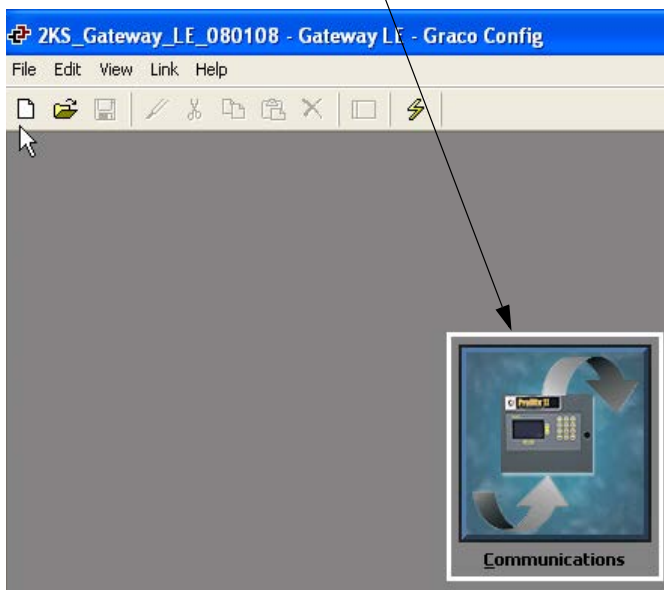 2KS_Gateway_LE_080108 - Gateway LE - Graco Config
File Edit View Link Help
ProMix II
Communications